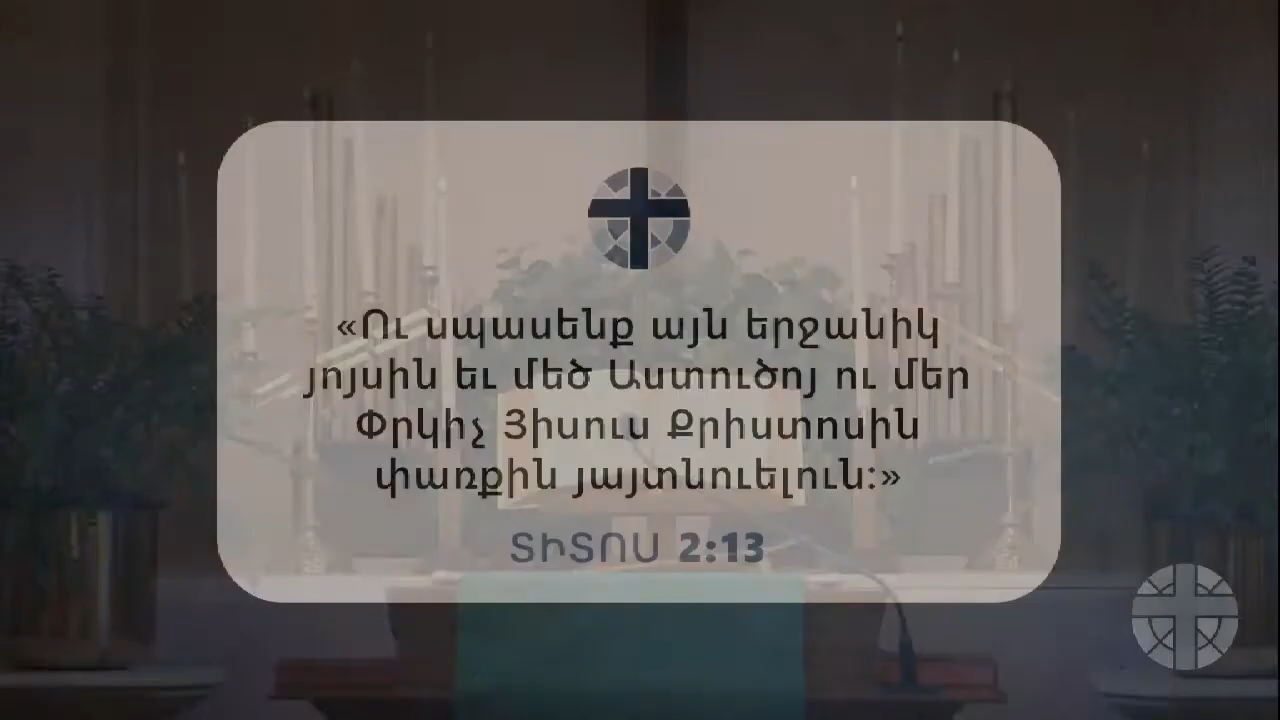 «Ու սպասենք այն երջանիկ
յոյսին եւ մեծ Աստուծոյ ու մեր
Փրկիչ Յիսուս Քրիստոսին
փառքին յայտնուելուն։»
ՏԻՏՈՍ 2:13